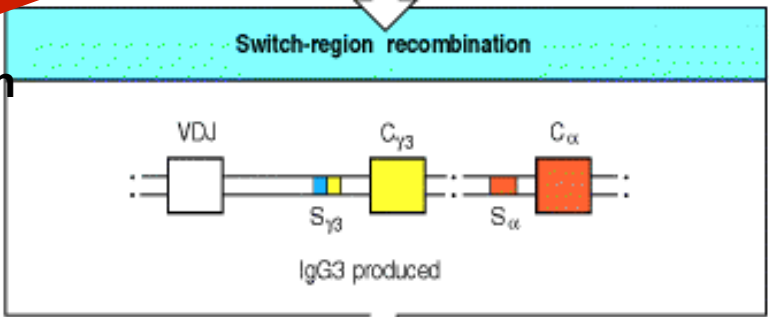 Switch-region recombination
n
VDJ Cγ3 Cα
Sγ3 Sα
IgG3 produced